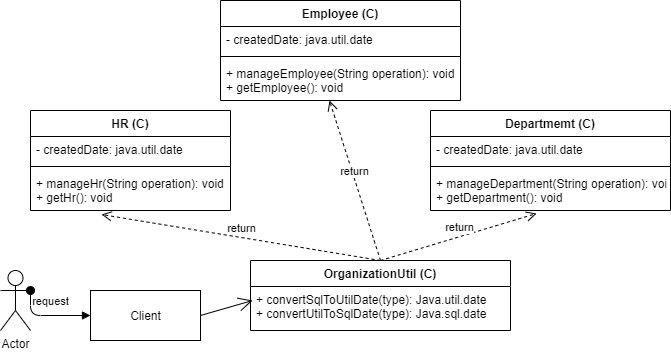 Employee (C)
- createdDate: java.util.date
+ manageEmployee(String operation): void
+ getEmployee(): void
HR (C)
- createdDate: java.util.date
+ manageHr(String operation): void
+ getHr(): void
Departmemt (C)
- createdDate: java.util.date
+ manageDepartment(String operation): voi
+ getDepartment(): void
return
return
return
OrganizationUtil (C)
+ convertSqlToUtilDate(type): Java.util.date
+ convertUtilToSqlDate(type): Java.sql.date
request
Client
Actor